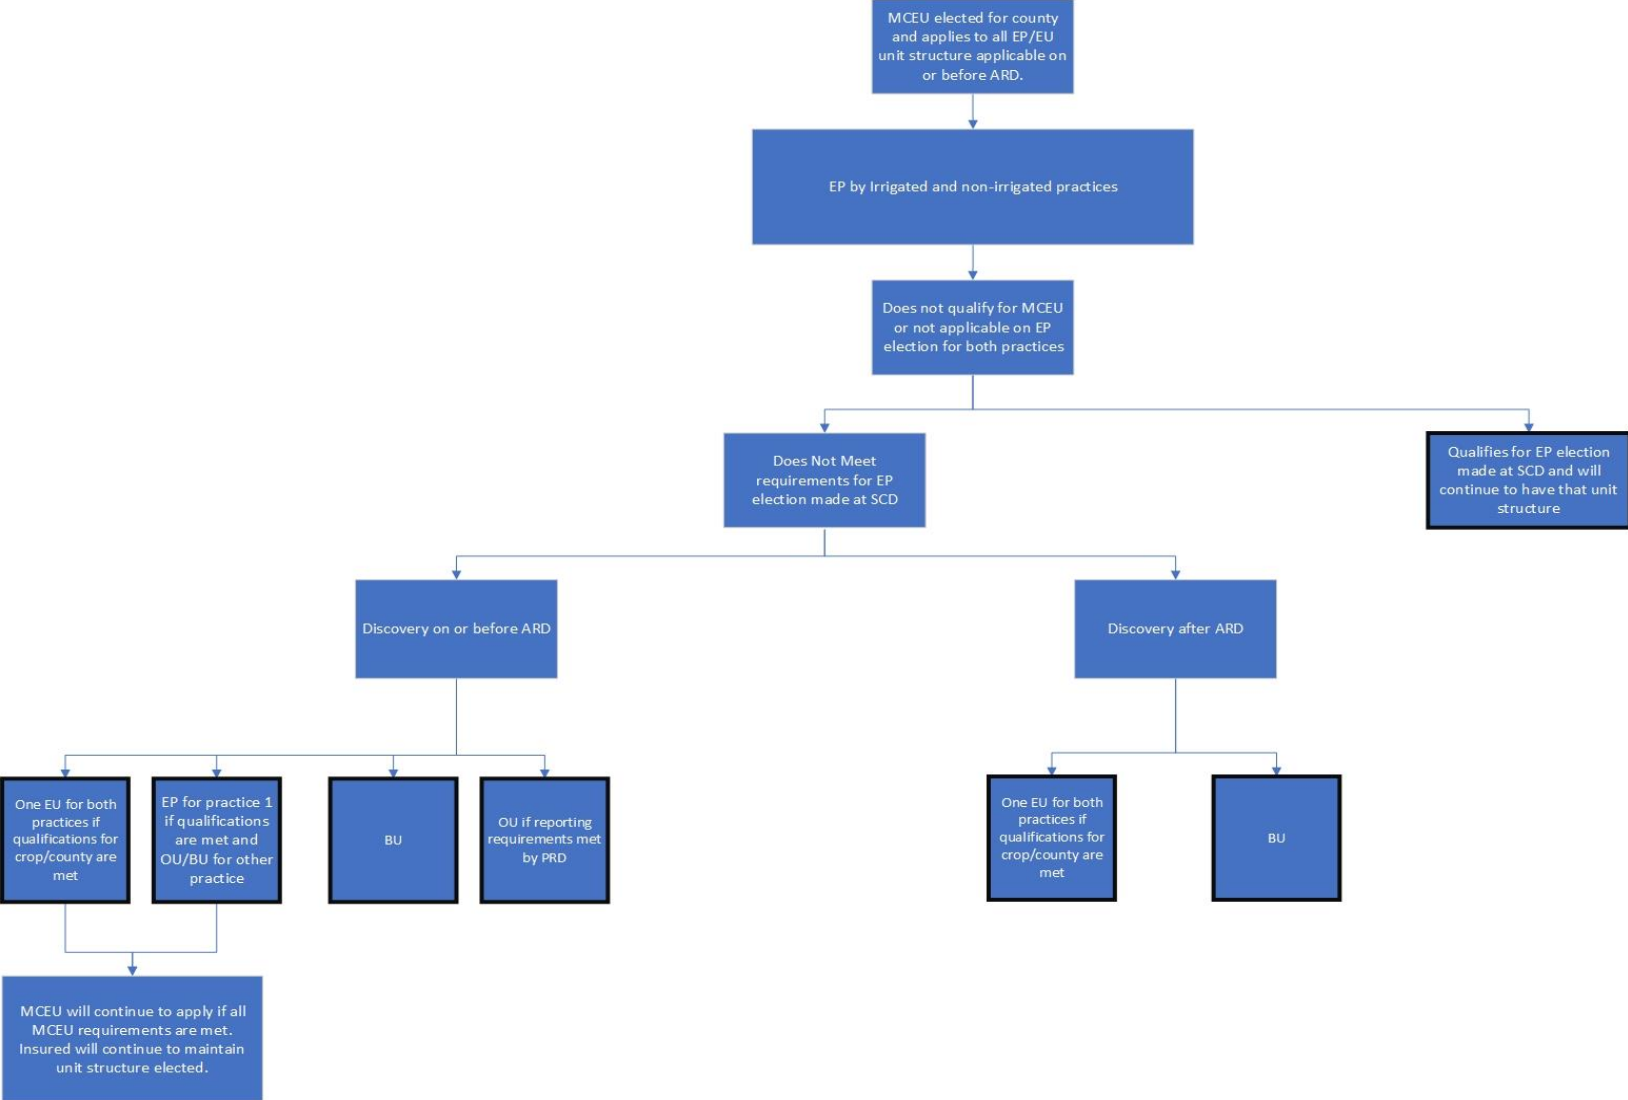 MCEU elected for county
and applies to all EP/EU
unit structure applicable on
or before ARD.
EP by Irrigated and non-irrigated practices
Does not qualify for MCEU
or not applicable on EP
election for both practices
Does Not Meet
requirements for EP
election made at SCD
Qualifies for EP election
made at SCD and will
continue to have that unit
structure
Discovery on or before ARD
Discovery after ARD
One EU for both
practices if
qualifications for
crop/county are
met
EP for practice 1
if qualifications
are met and
OU/BU for other
practice
BU
OU if reporting
requirements met
by PRD
One EU for both
practices if
qualifications for
crop/county are
met
BU
MCEU will continue to apply if all
MCEU requirements are met.
Insured will continue to maintain
unit structure elected.